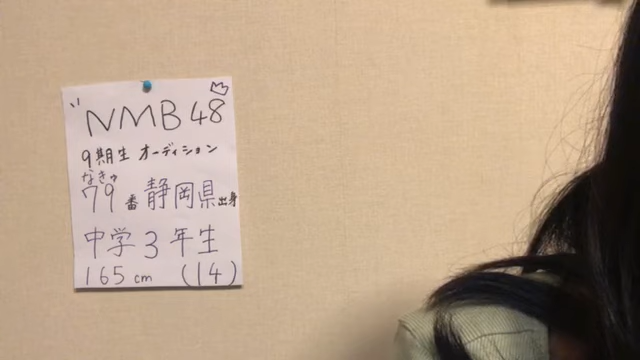 NMB48
9期生 オーディション
なきゅ
79番 静岡県出身
中学3年生
165cm (14)